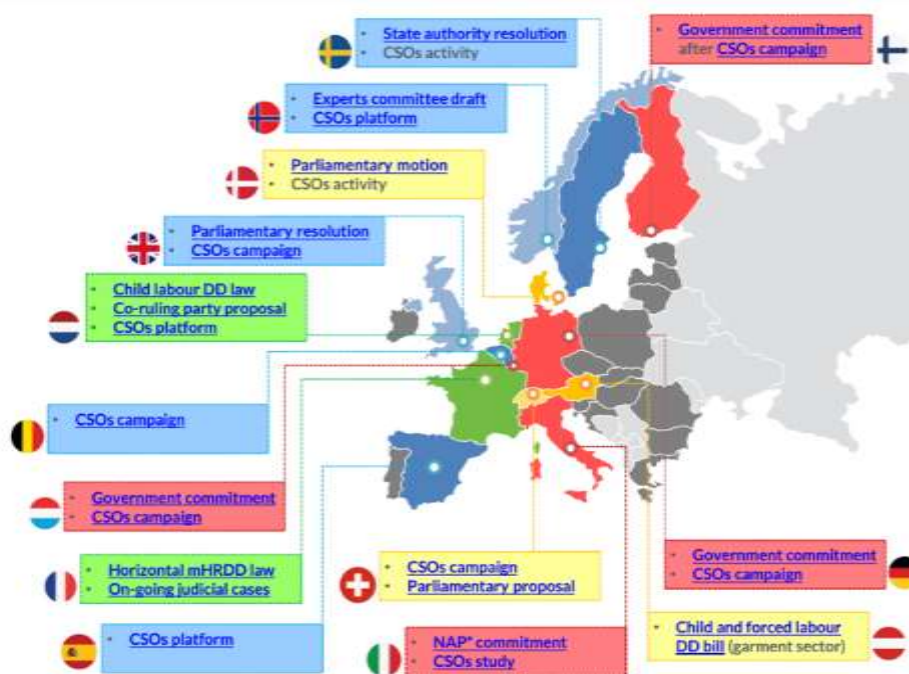 State authority resolution
CSOs activity
Government commitment
after CSOs campaign
Experts committee draft
CSOs platform
Parliamentary motion
CSOs activity
Parliamentary resolution
CSOs campaign
Child labour DD law
Co-ruling party proposal
CSOs platform
CSOs campaign
Government commitment
CSOs campaign
Horizontal mHRDD law
On-going judicial cases
CSOs campaign
Parliamentary proposal
Government commitment
CSOs campaign
CSOs platform
NAP* commitment
CSOs study
Child and forced labour
DD bill (garment sector)